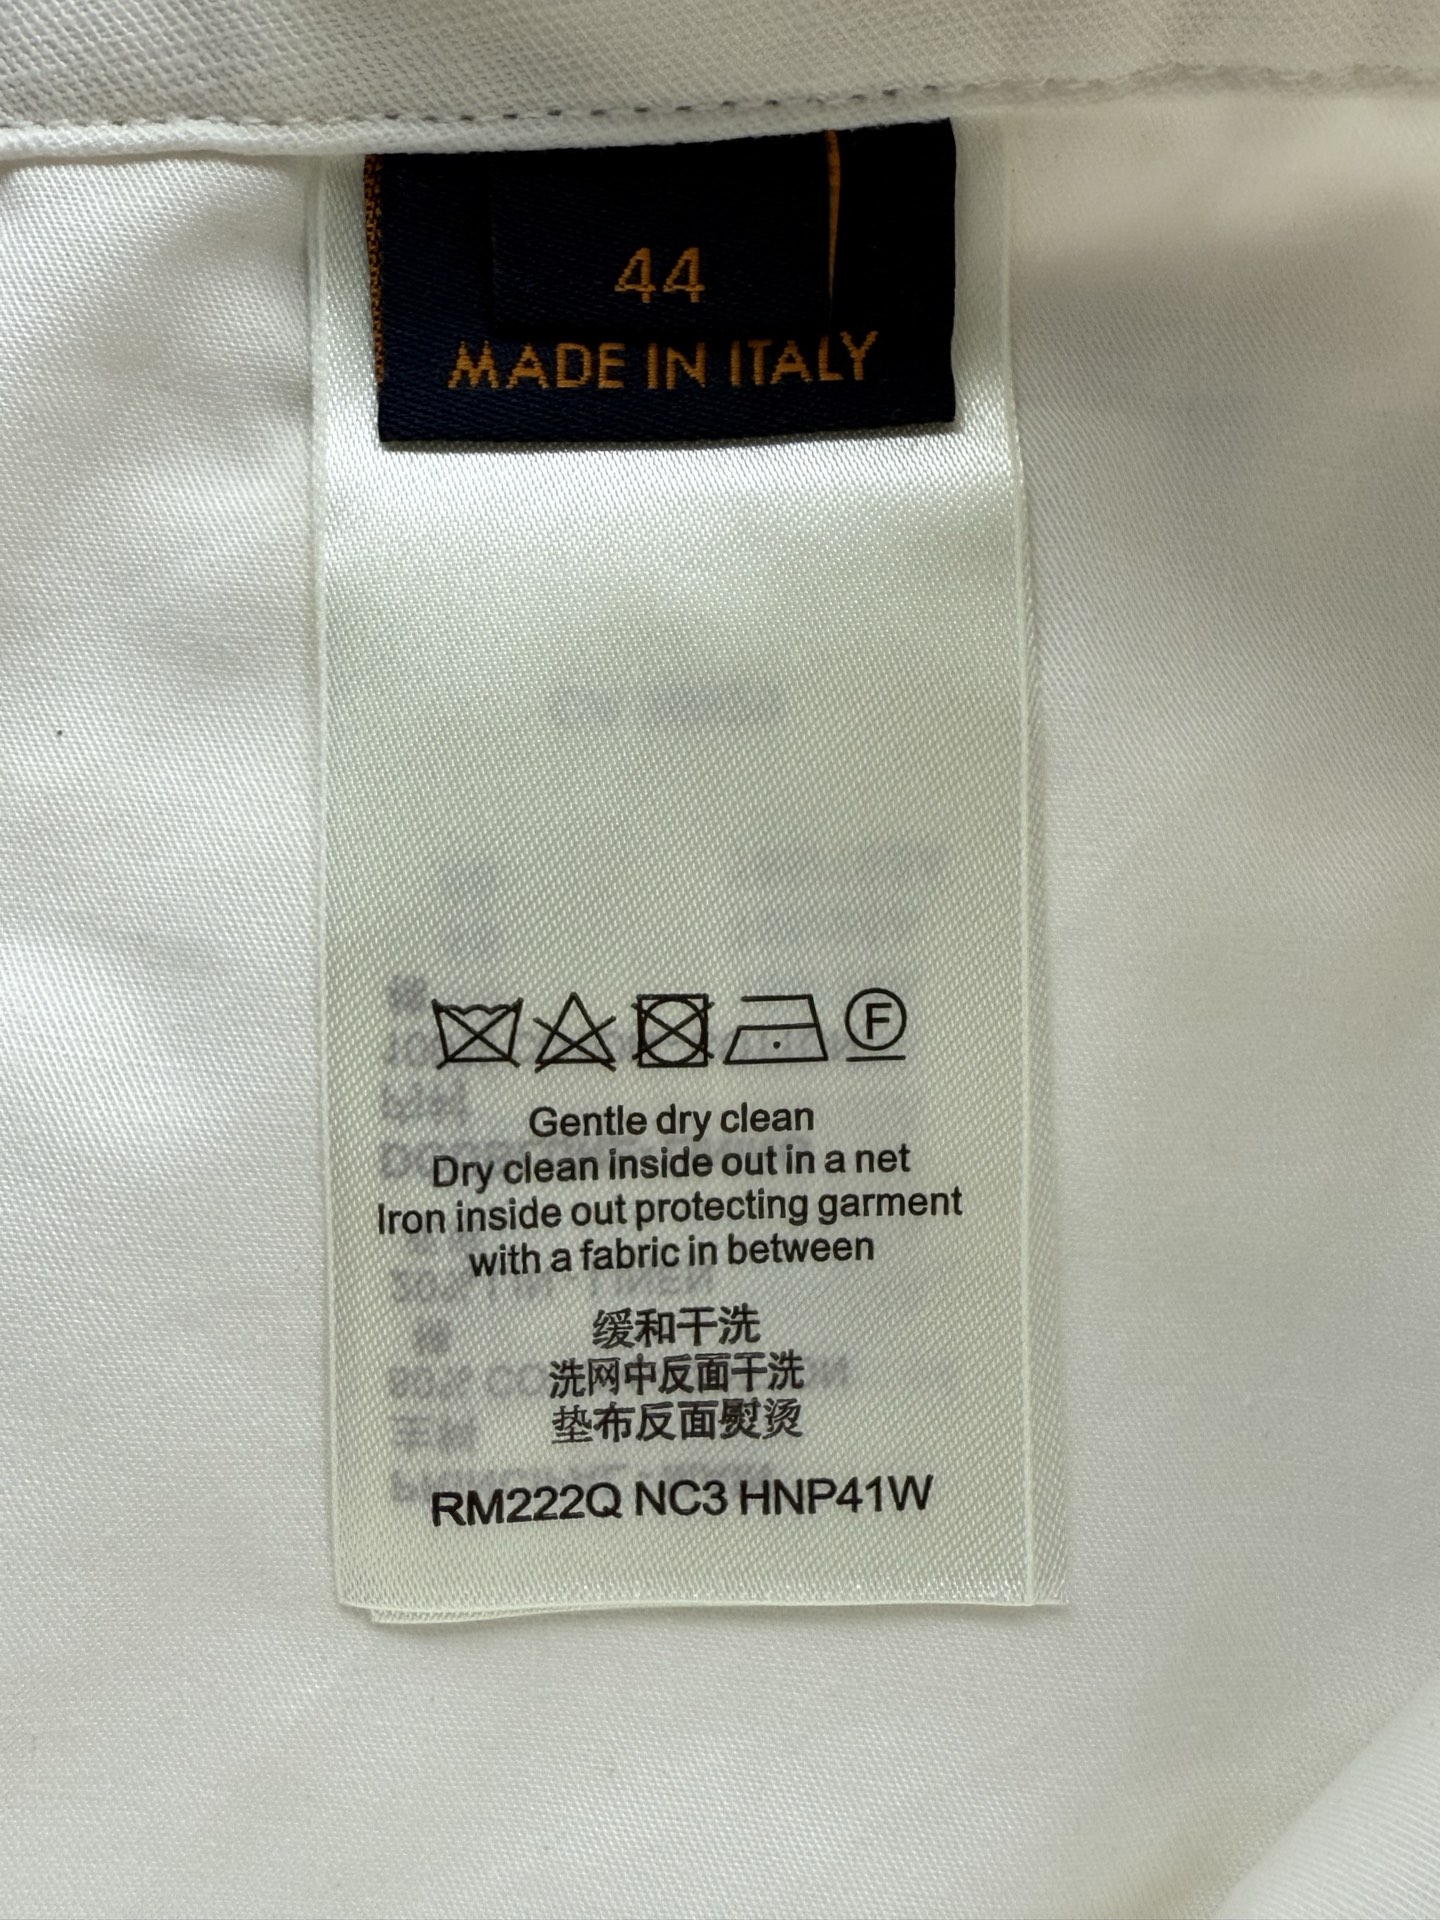 44
MADE IN ITALY
F
Gentle dry clean
Dry clean inside out in a net
Iron inside out protecting garment
with a fabric in between
缓和干洗
洗网中反面干洗
垫布反面熨烫
RM222Q NC3 HNP41W